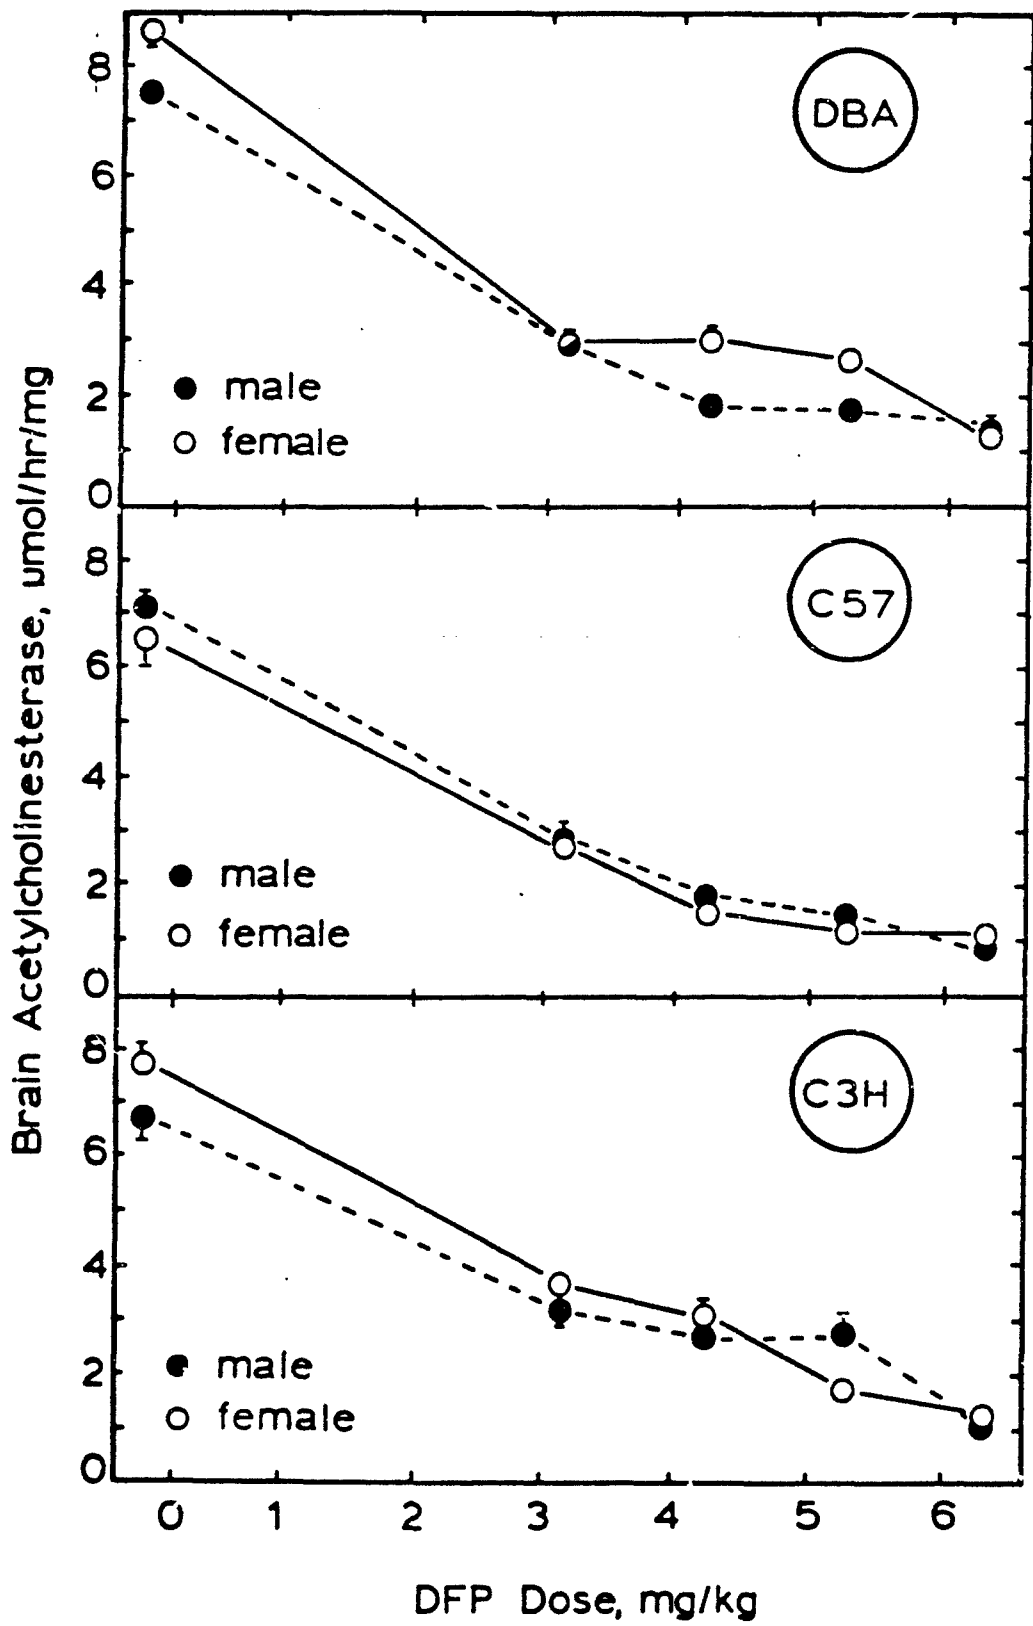 Brain Acetylcholinesterase, umol/hr/mg
8
6
4
2
0
DBA
male
female
8
6
4
2
0
C57
male
female
8
6
4
2
0
C3H
male
female
0 1 2 3 4 5 6
DFP Dose, mg/kg